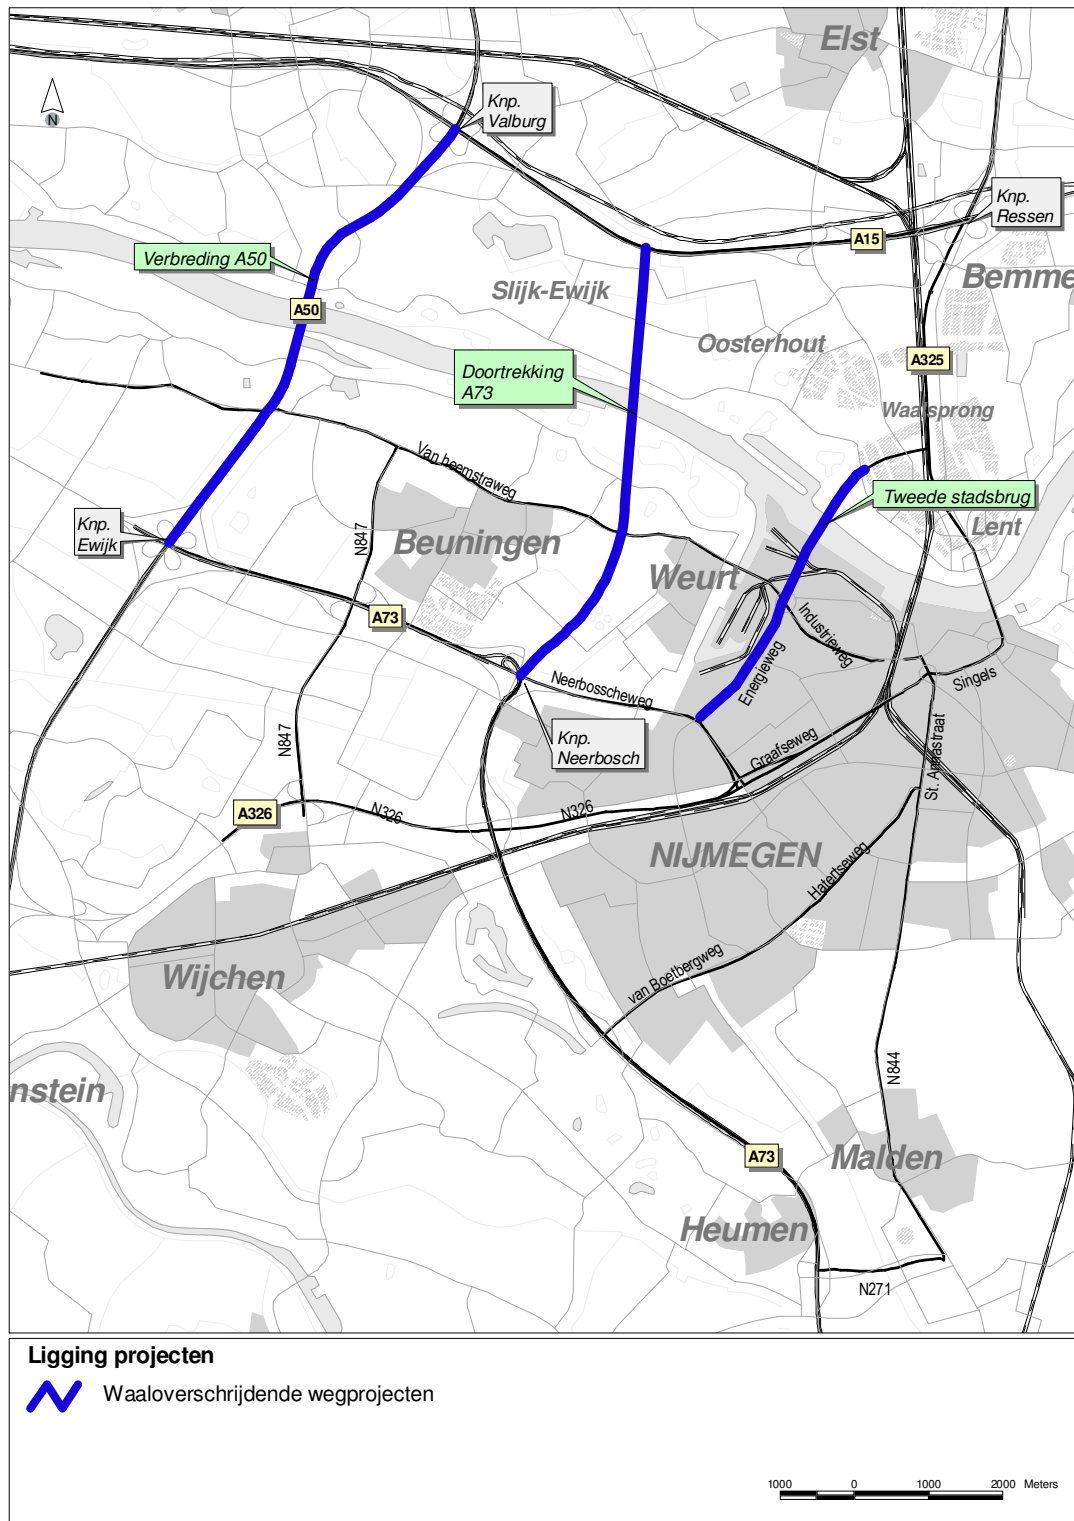 Elst
Knp.
Valburg
N
Knp.
Ressen
A15
Verbreding A50
Bemme
Slijk-Ewijk
A50
Oosterhout
A325
Doortrekking
A73
Waalsprong
Van heemstraweg
Tweede stadsbrug
Knp.
Ewijk
N847
Beuningen
Lent
Weurt
A73
Industrieweg
Energieweg
Neerbosscheweg
Singels
Knp.
Neerbosch
N847
Graafseweg
St. Annastraat
A326
N326
N326
NIJMEGEN
Hatertseweg
Wijchen
van Boetbergweg
nstein
N844
A73
Malden
Heumen
N271
Ligging projecten
Waaloverschrijdende wegprojecten
1000 0 1000 2000 Meters